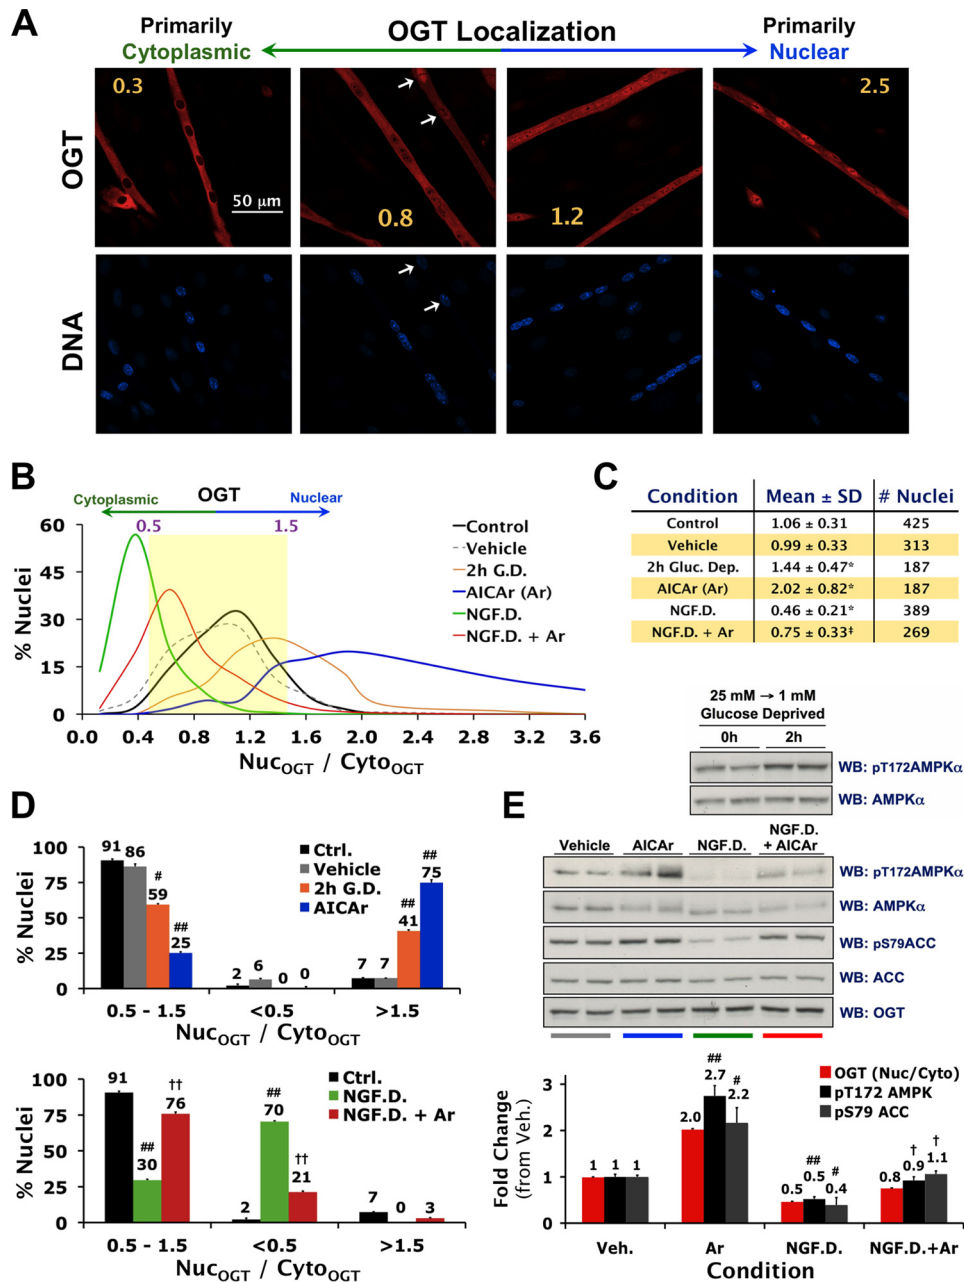 A
Primarily
Cytoplasmic
OGT Localization
Primarily
Nuclear
OGT
0.3
50 µm
0.8
1.2
2.5
DNA
B
Cytoplasmic
OGT
Nuclear
0.5
1.5
% Nuclei
60
45
30
15
0
0.0
0.4
0.8
1.2
1.6
2.0
2.4
2.8
3.2
3.6
NucOGT / CytoOGT
Control
Vehicle
2h G.D.
AICAr (Ar)
NGF.D.
NGF.D. + Ar
C
Condition Mean ± SD # Nuclei
Control 1.06 ± 0.31 425
Vehicle 0.99 ± 0.33 313
2h Gluc. Dep. 1.44 ± 0.47* 187
AICAr (Ar) 2.02 ± 0.82* 187
NGF.D. 0.46 ± 0.21* 389
NGF.D. + Ar 0.75 ± 0.33‡ 269
25 mM → 1 mM
Glucose Deprived
0h 2h
WB: pT172AMPKα
WB: AMPKα
D
% Nuclei
100
75
50
25
0
91
86
#
59
##
25
2
6
0
0
7
7
##
41
##
75
Ctrl.
Vehicle
2h G.D.
AICAr
0.5 - 1.5
<0.5
>1.5
NucOGT / CytoOGT
% Nuclei
100
75
50
25
0
91
##
30
††
76
2
##
70
††
21
7
0
3
Ctrl.
NGF.D.
NGF.D. + Ar
0.5 - 1.5
<0.5
>1.5
NucOGT / CytoOGT
E
Vehicle
AICAr
NGF.D.
NGF.D.
+ AICAr
WB: pT172AMPKα
WB: AMPKα
WB: pS79ACC
WB: ACC
WB: OGT
Fold Change
(from Veh.)
3
2
1
0
1
1
1
2.0
##
2.7
#
2.2
0.5
##
0.5
#
0.4
0.8
†
0.9
†
1.1
OGT (Nuc/Cyto)
pT172 AMPK
pS79 ACC
Veh.
Ar
NGF.D.
NGF.D.+Ar
Condition